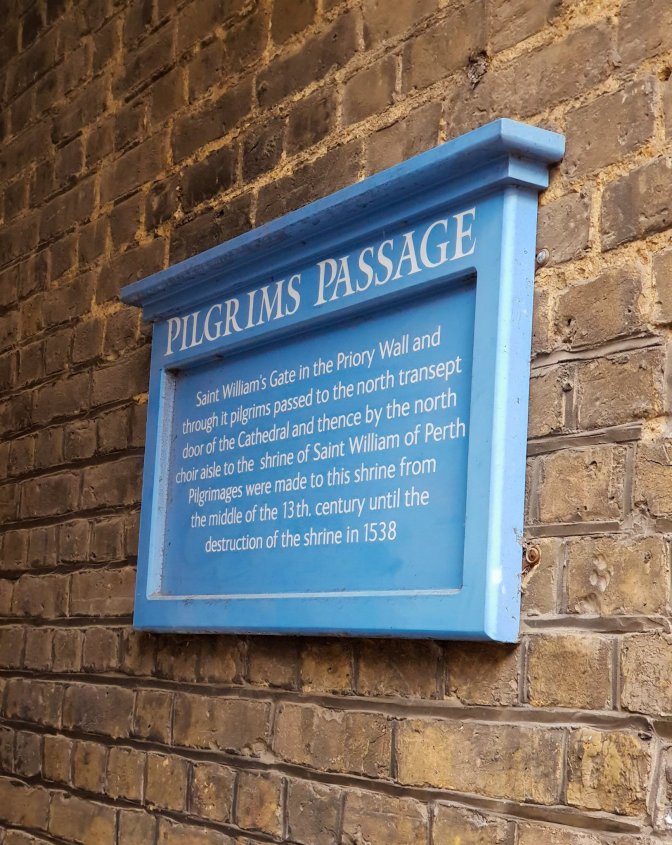 PILGRIMS PASSAGE
Saint William's Gate in the Priory Wall and
through it pilgrims passed to the north transept
door of the Cathedral and thence by the north
choir aisle to the shrine of Saint William of Perth
Pilgrimages were made to this shrine from
the middle of the 13th. century until the
destruction of the shrine in 1538